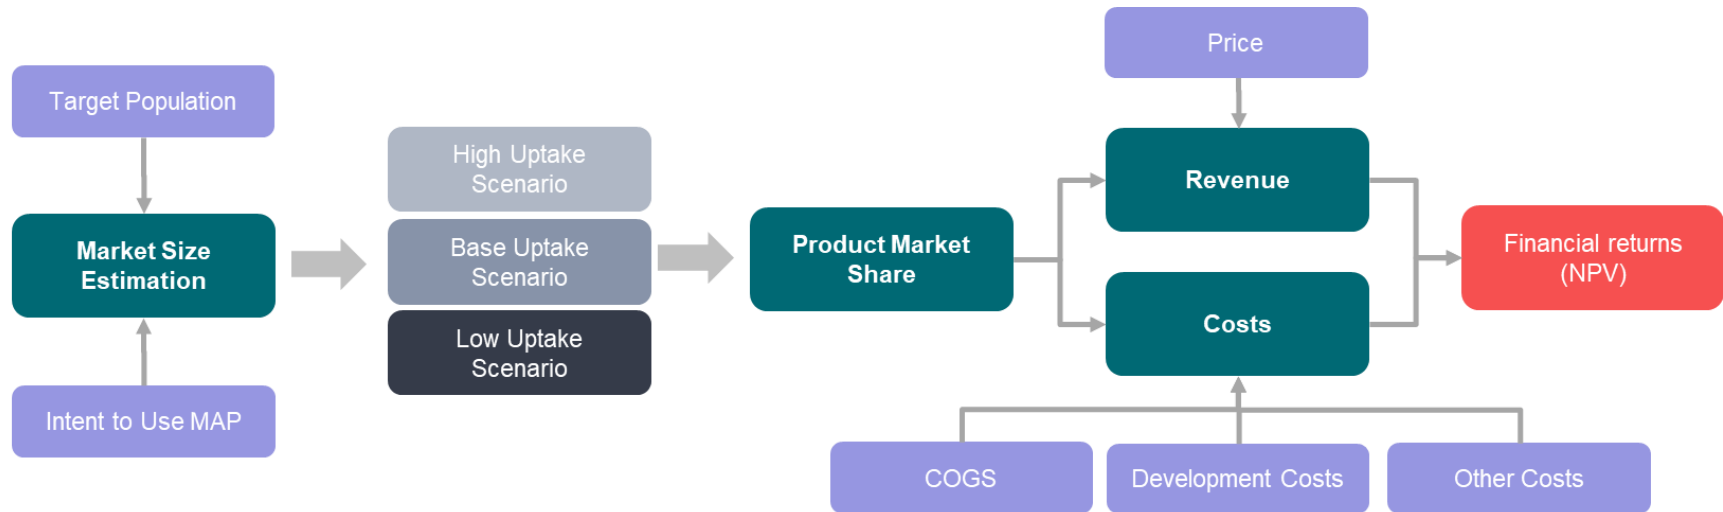 Target Population
Market Size
Estimation
Intent to Use MAP
High Uptake
Scenario
Base Uptake
Scenario
Low Uptake
Scenario
Product Market
Share
Price
Revenue
Costs
COGS
Development Costs
Other Costs
Financial returns
(NPV)